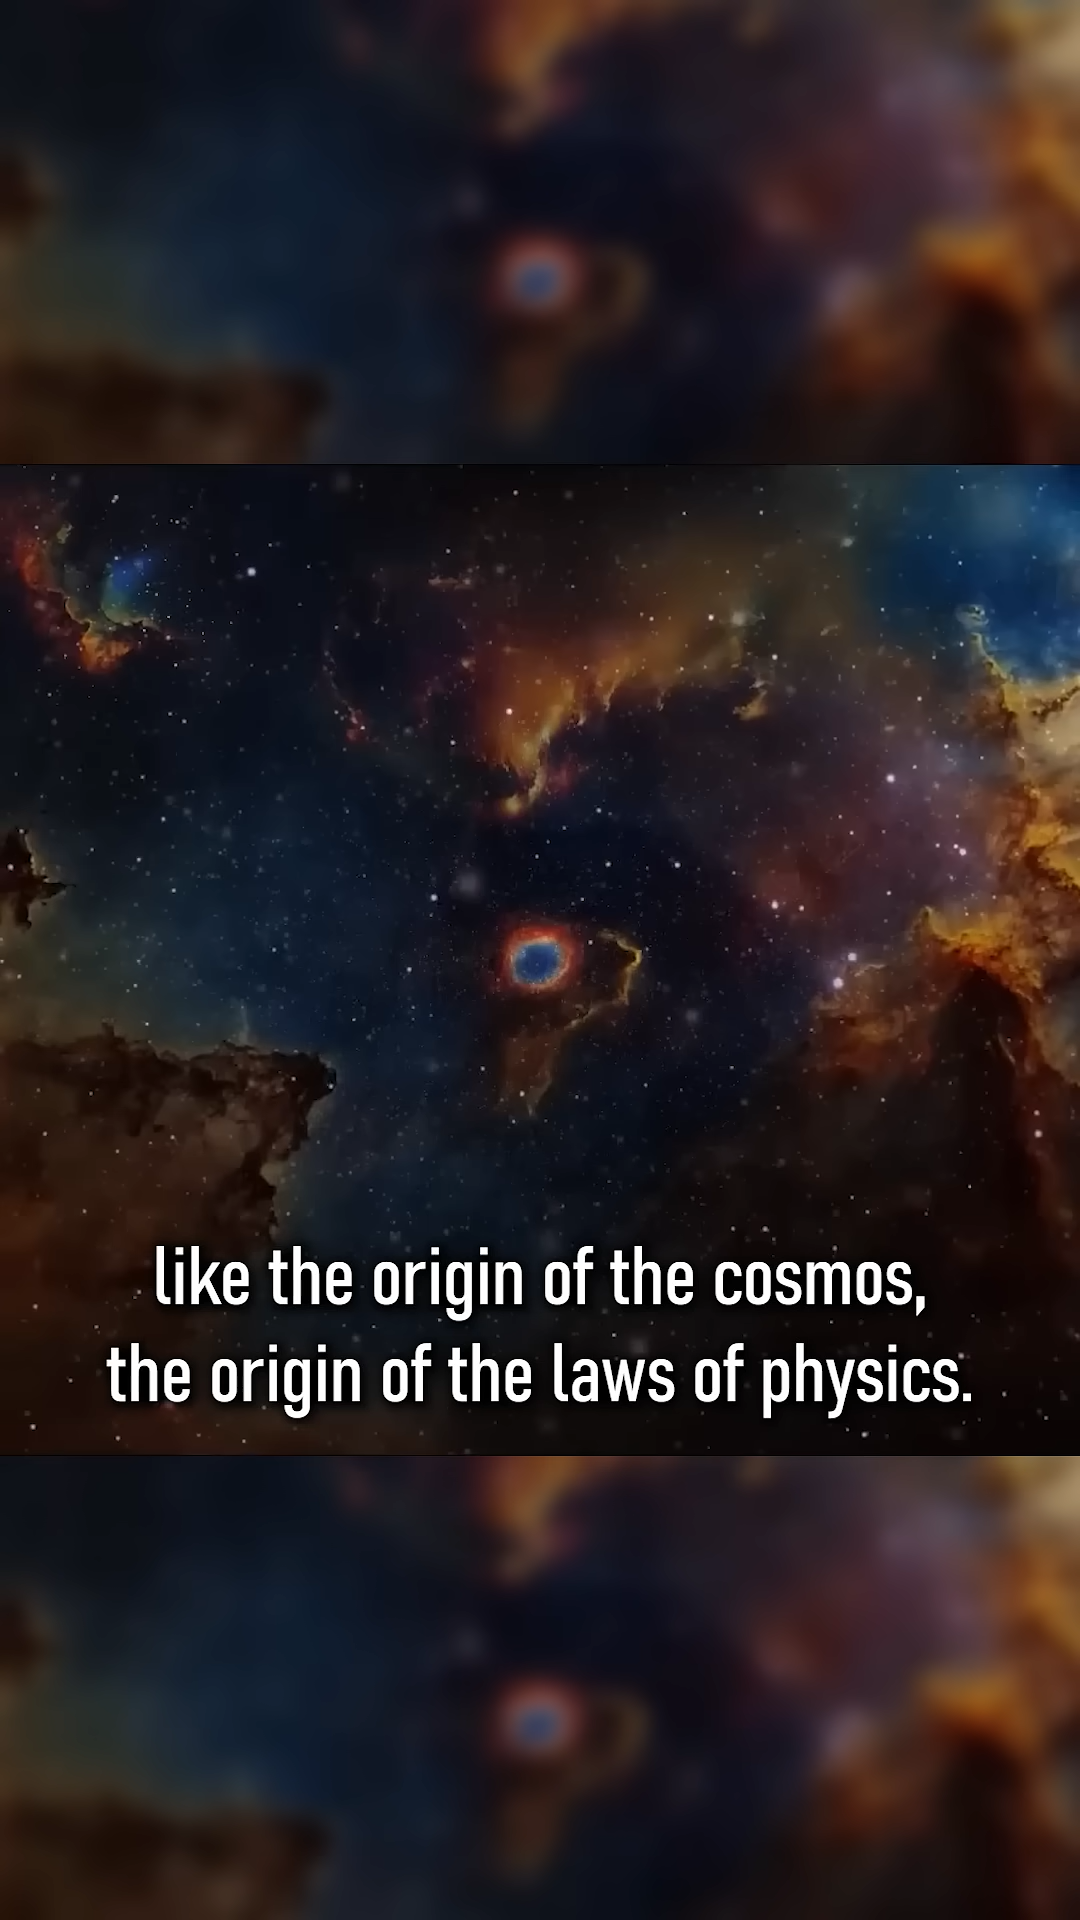 like the origin of the cosmos,
the origin of the laws of physics.